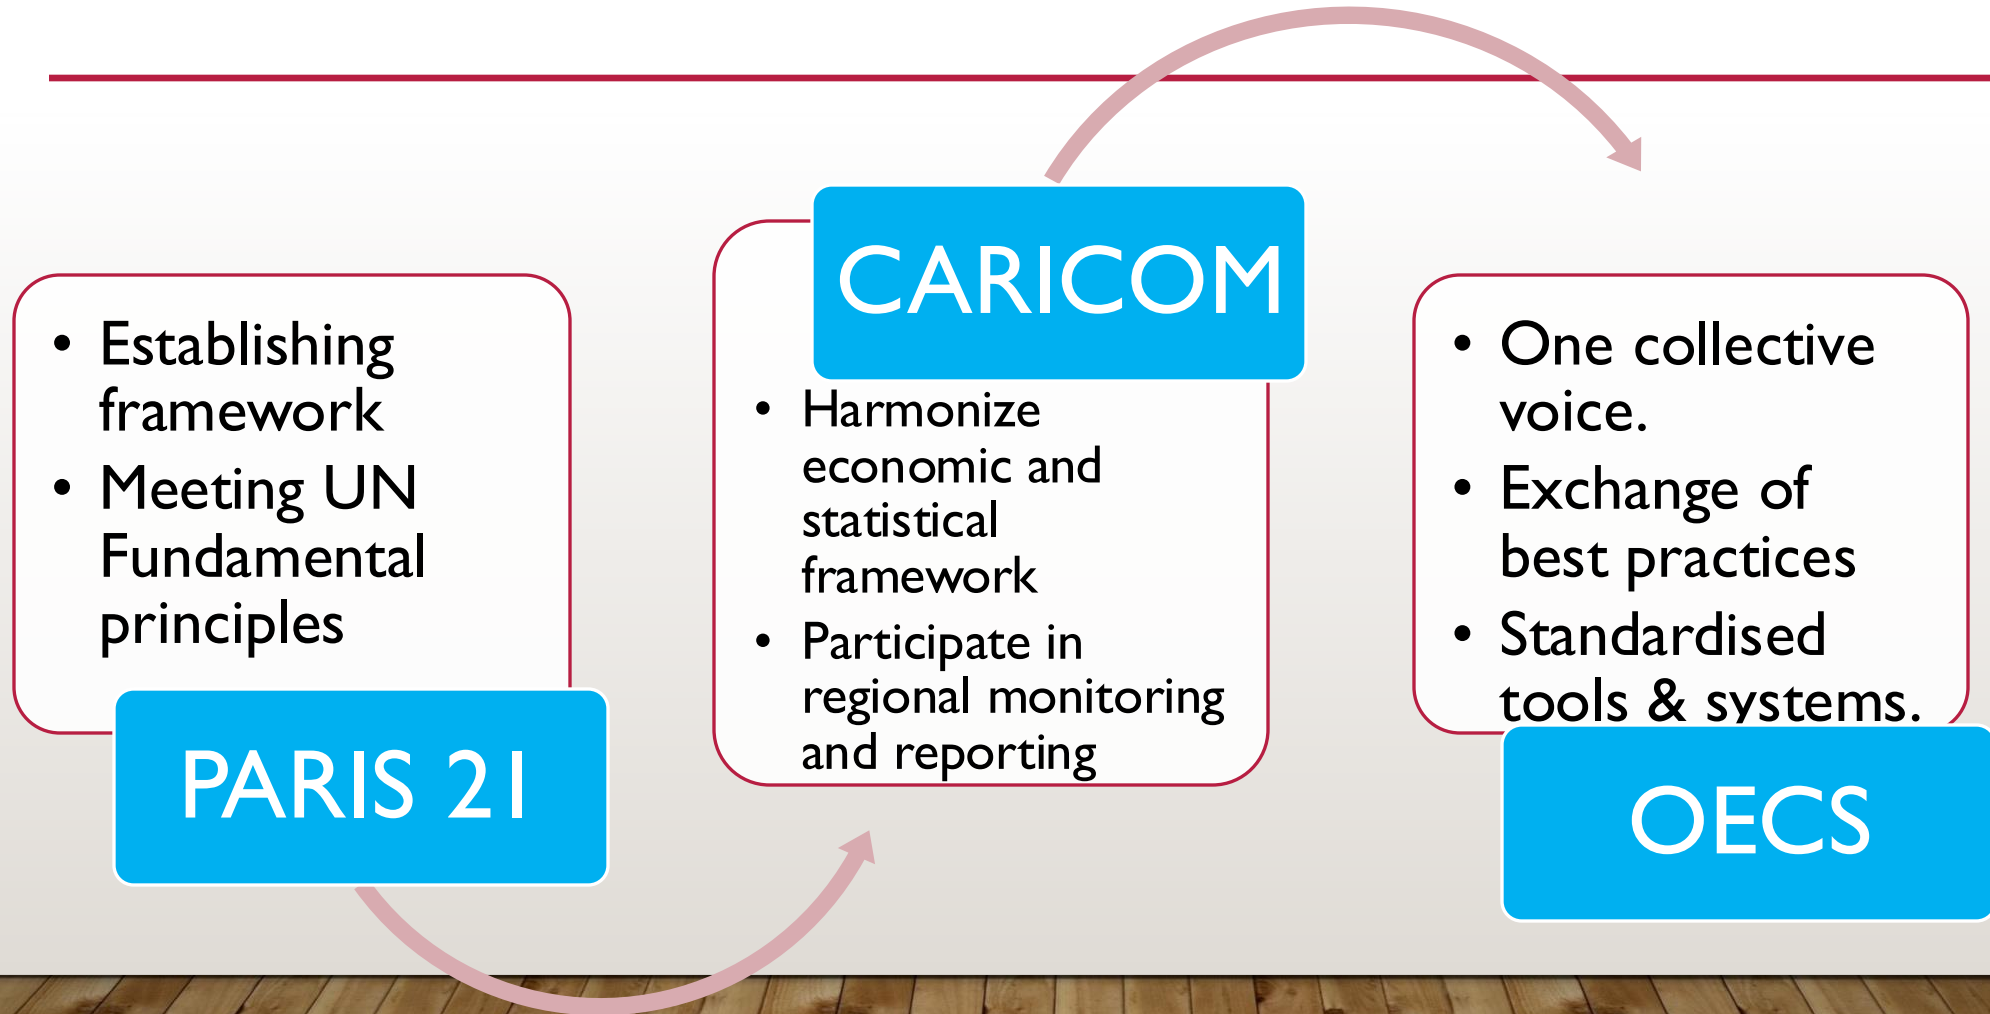 • Establishing
framework
• Meeting UN
Fundamental
principles
PARIS 21
CARICOM
• Harmonize
economic and
statistical
framework
• Participate in
regional monitoring
and reporting
• One collective
voice.
• Exchange of
best practices
• Standardised
tools & systems.
OECS